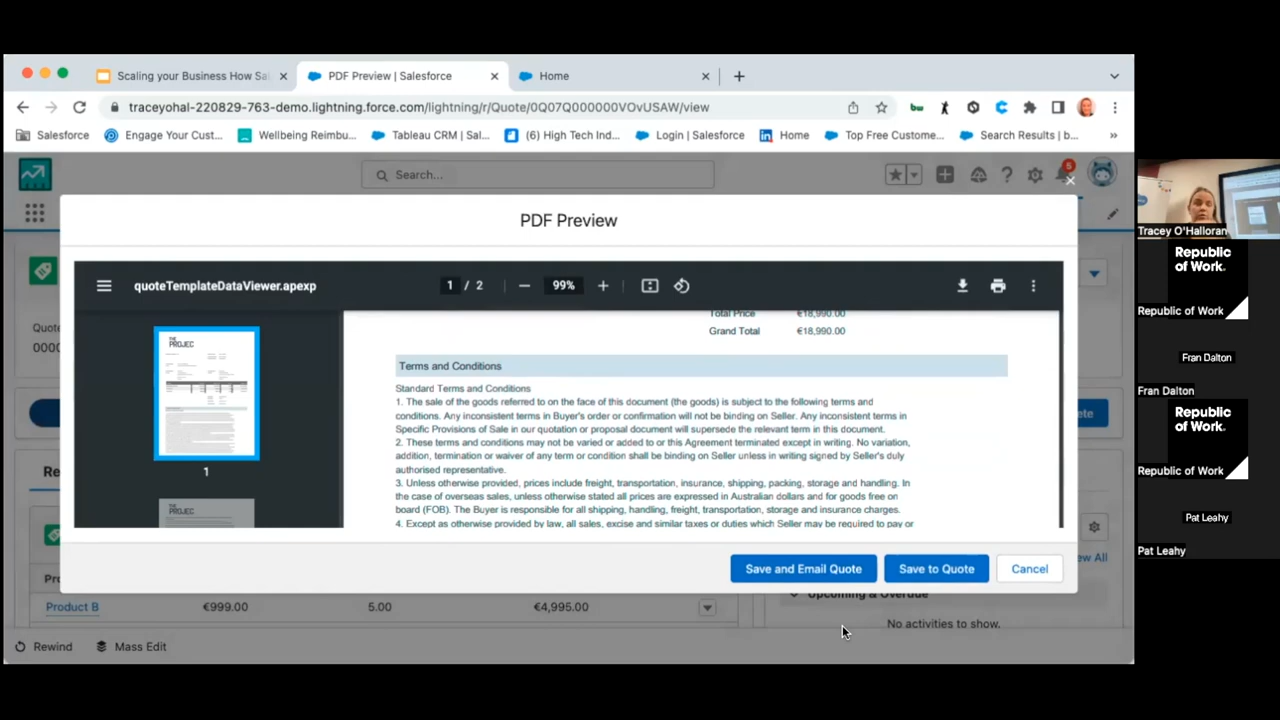 Scaling your Business How Sa
PDF Preview | Salesforce
Home
traceyohal-220829-763-demo.lightning.force.com/lightning/r/Quote/0Q07Q000000VOvUSAW/view
Salesforce
Engage Your Cust...
Wellbeing Reimbu...
Tableau CRM | Sal...
(6) High Tech Ind...
Login | Salesforce
Home
Top Free Custome...
Search Results | b...
»
Search...
5
PDF Preview
quoteTemplateDataViewer.apexp
1 / 2
99%
THE
PROJEC
1
Total Price €18,990.00
Grand Total €18,990.00
Terms and Conditions
Standard Terms and Conditions
1. The sale of the goods referred to on the face of this document (the goods) is subject to the following terms and
conditions. Any inconsistent terms in Buyer's order or confirmation will not be binding on Seller. Any inconsistent terms in
Specific Provisions of Sale in our quotation or proposal document will supersede the relevant term in this document.
2. These terms and conditions may not be varied or added to or this Agreement terminated except in writing. No variation,
addition, termination or waiver of any term or condition shall be binding on Seller unless in writing signed by Seller's duly
authorised representative.
3. Unless otherwise provided, prices include freight, transportation, insurance, shipping, packing, storage and handling. In
the case of overseas sales, unless otherwise stated all prices are expressed in Australian dollars and for goods free on
board (FOB). The Buyer is responsible for all shipping, handling, freight, transportation, storage and insurance charges.
4. Except as otherwise provided by law, all sales, excise and similar taxes or duties which Seller may be required to pay or
Save and Email Quote
Save to Quote
Cancel
Quote
0000
Re
Pro
ete
ew All
Product B €999.00 5.00 €4,995.00
Upcoming & Overdue
No activities to show.
Rewind
Mass Edit
Tracey O'Halloran
Republic
of Work.
Republic of Work
Fran Dalton
Fran Dalton
Republic
of Work.
Republic of Work
Pat Leahy
Pat Leahy